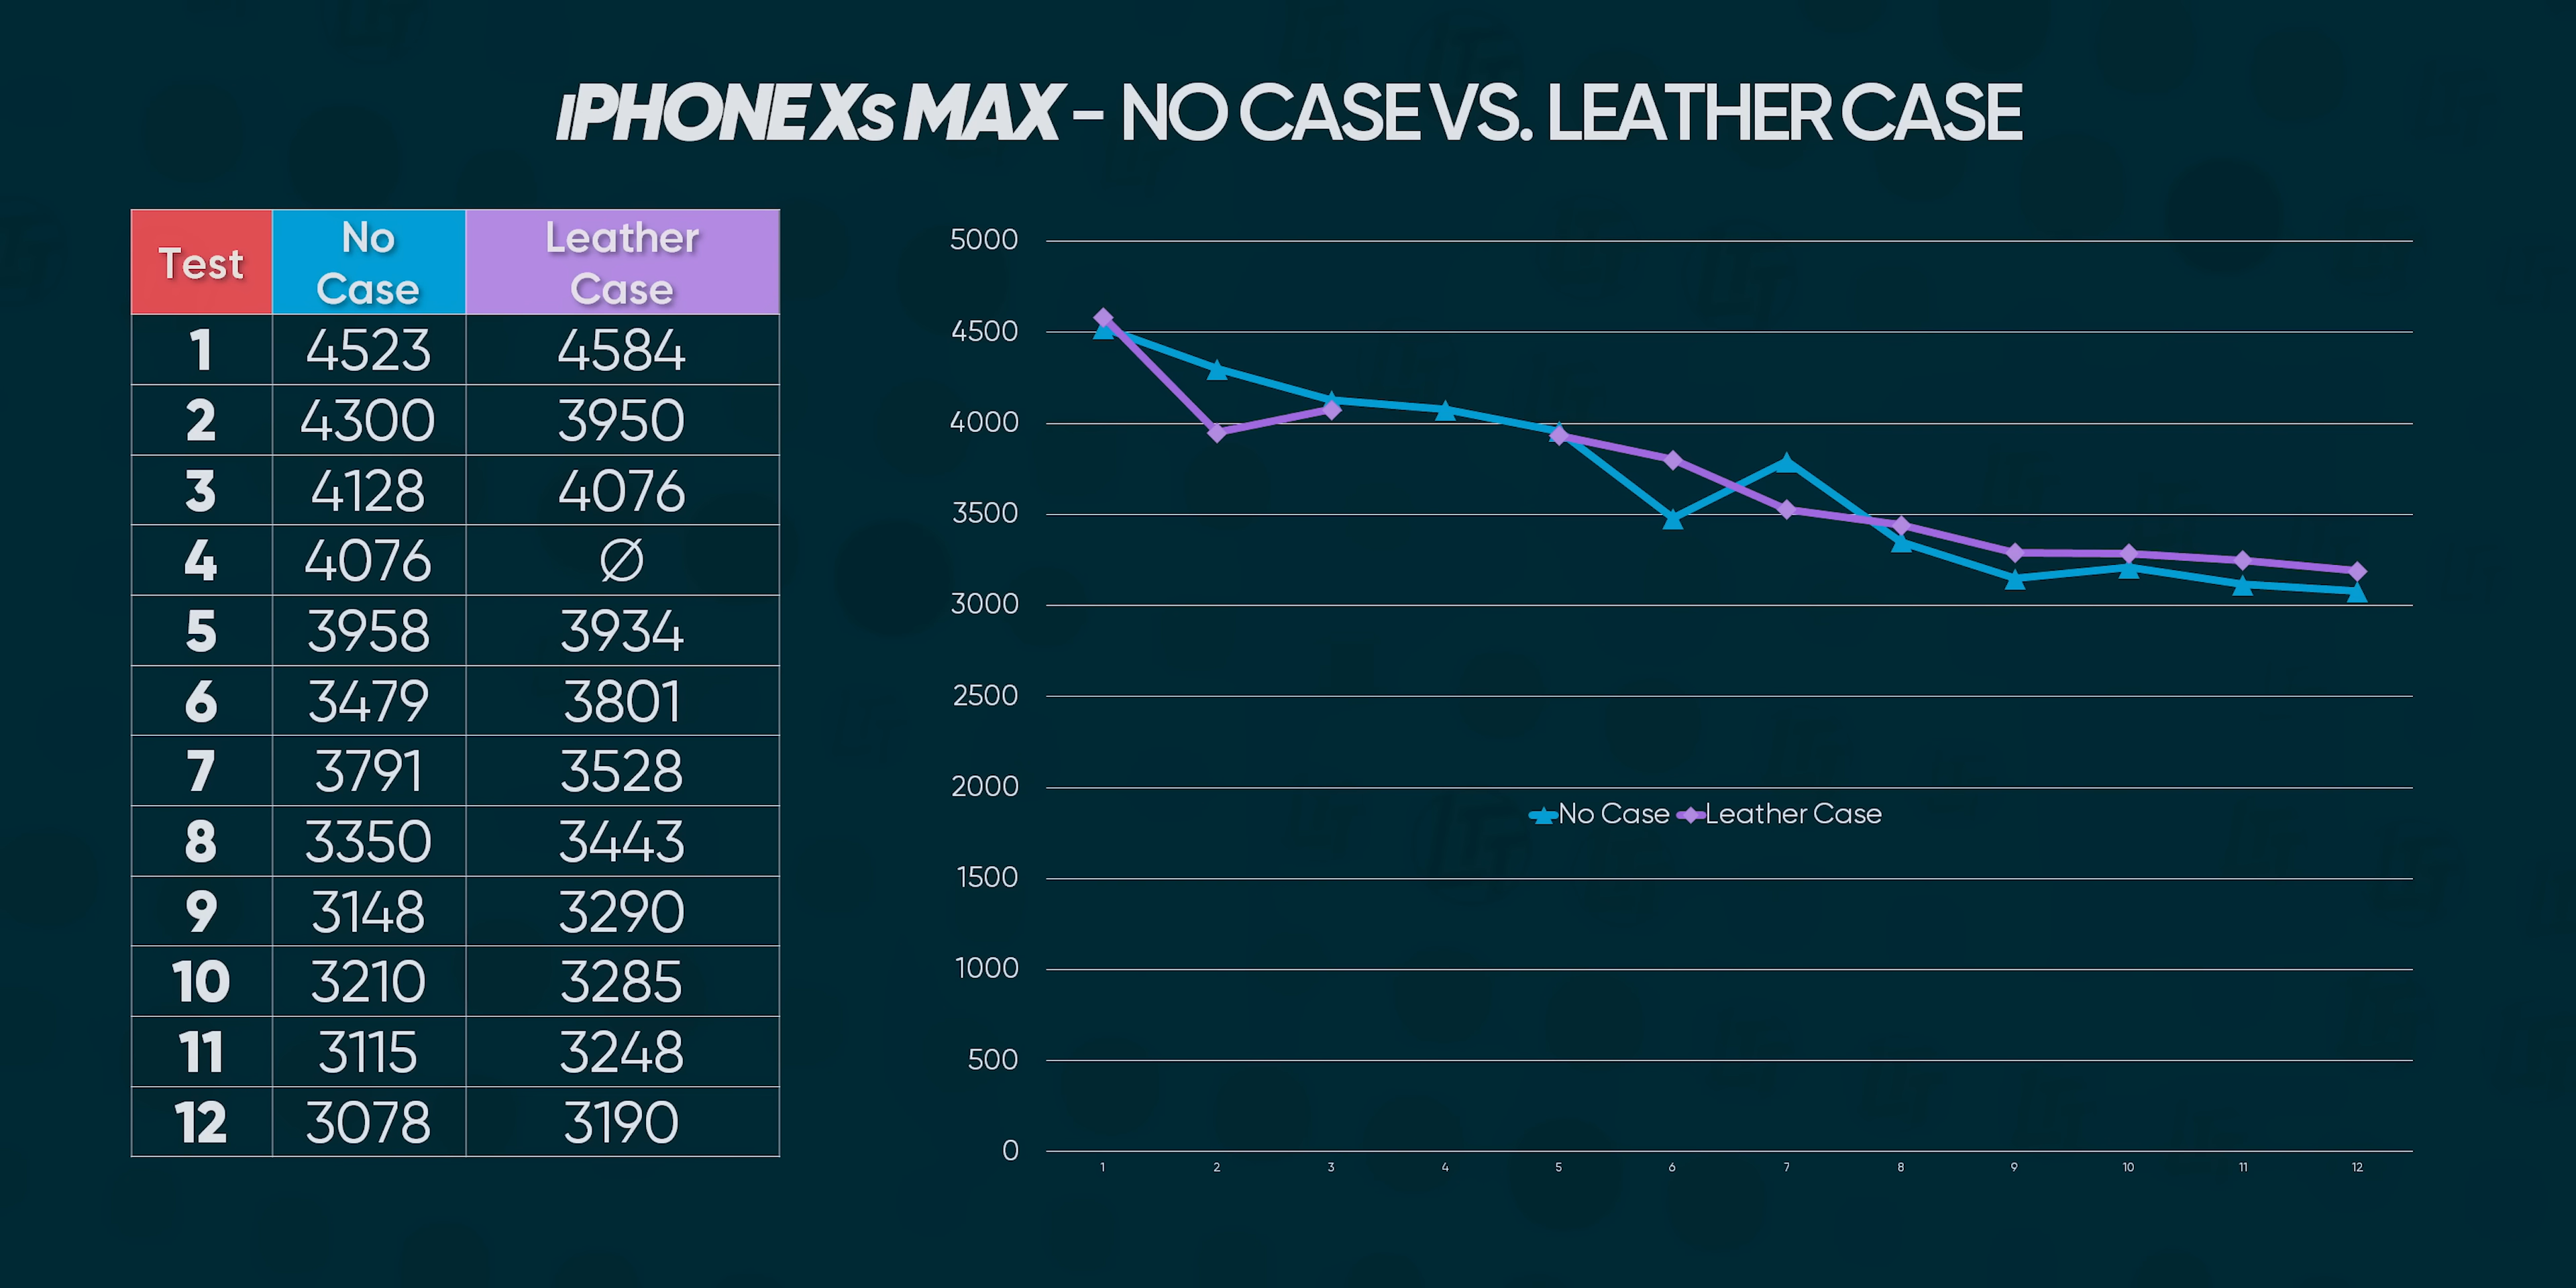 iPHONE Xs MAX - NO CASE VS. LEATHER CASE
Test No Case Leather Case
1 4523 4584
2 4300 3950
3 4128 4076
4 4076 Ø
5 3958 3934
6 3479 3801
7 3791 3528
8 3350 3443
9 3148 3290
10 3210 3285
11 3115 3248
12 3078 3190
5000
4500
4000
3500
3000
2500
2000
No Case Leather Case
1500
1000
500
0
1 2 3 4 5 6 7 8 9 10 11 12